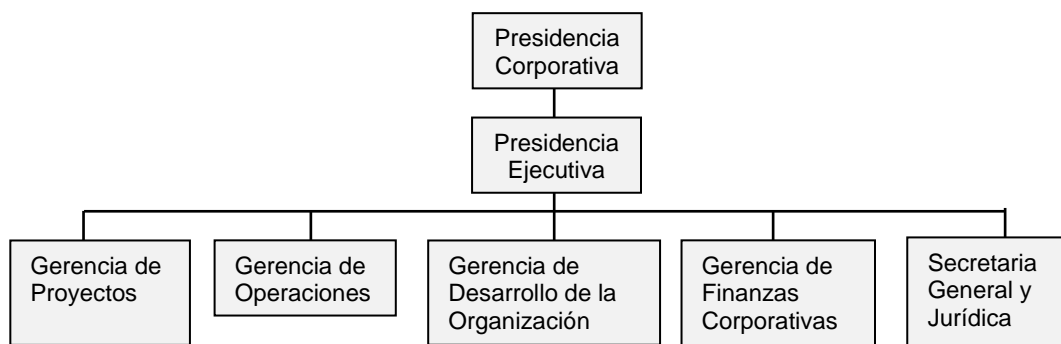 Presidencia
Corporativa
Presidencia
Ejecutiva
Gerencia de
Proyectos
Gerencia de
Operaciones
Gerencia de
Desarrollo de la
Organización
Gerencia de
Finanzas
Corporativas
Secretaria
General y
Jurídica